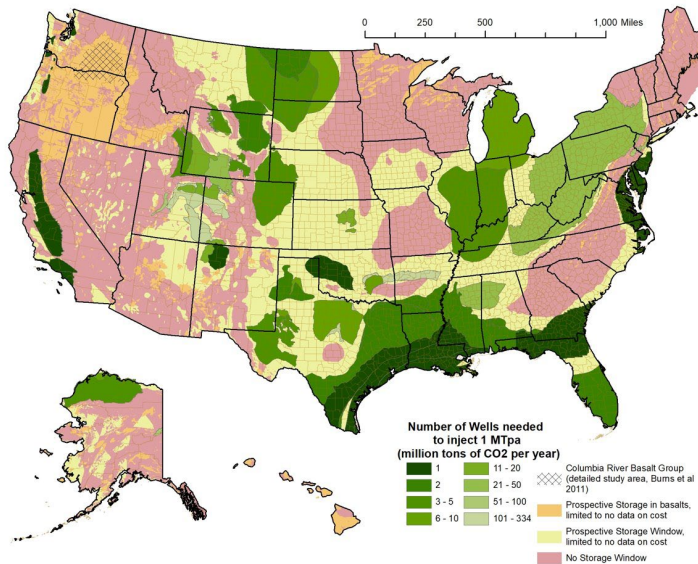 0 250 500 1,000 Miles
Number of Wells needed
to inject 1 MTpa
(million tons of CO2 per year)
1
2
3 - 5
6 - 10
11 - 20
21 - 50
51 - 100
101 - 334
Columbia River Basalt Group
(detailed study area, Burns et al
2011)
Prospective Storage in basalts,
limited to no data on cost
Prospective Storage Window,
limited to no data on cost
No Storage Window